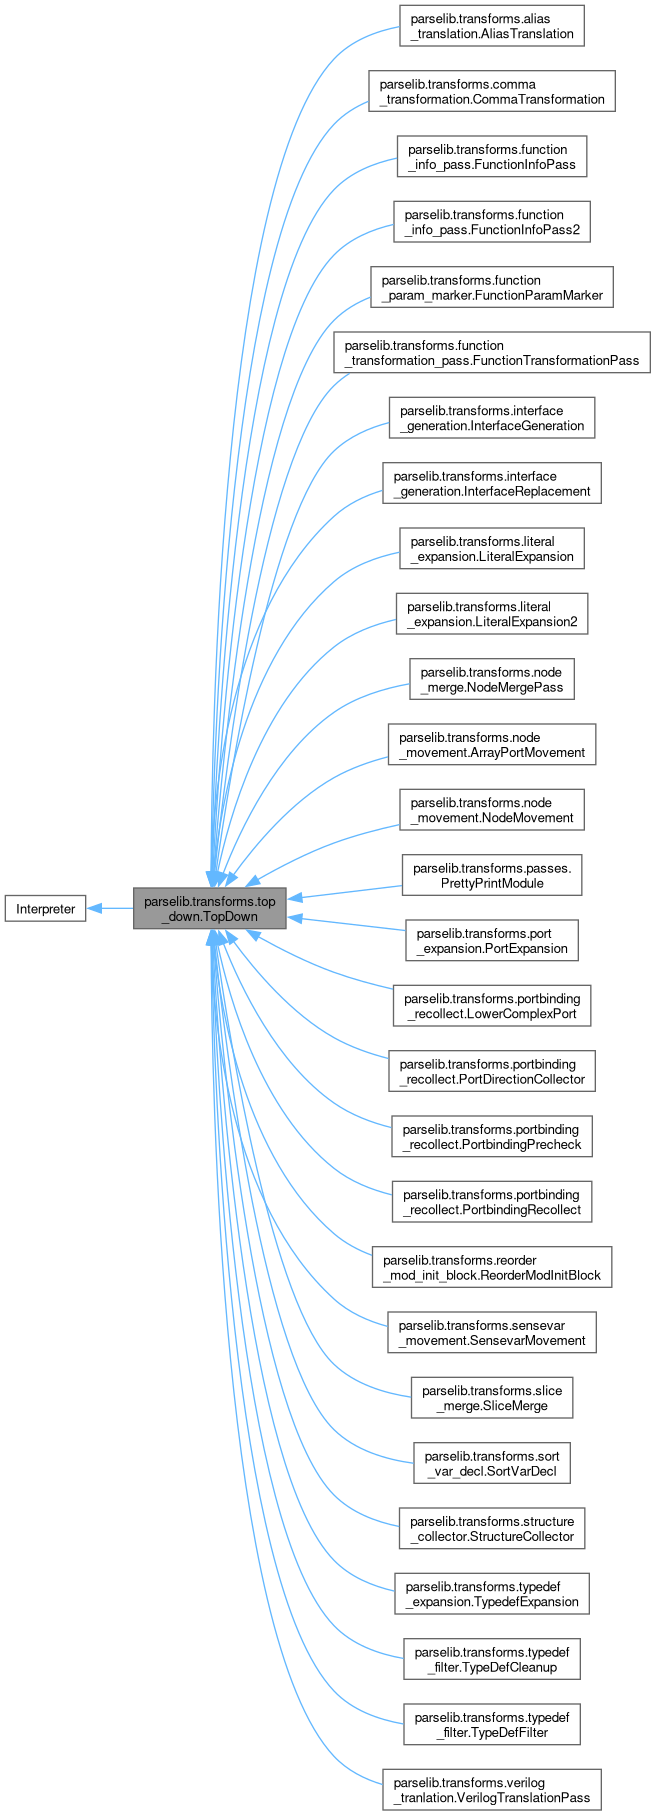 parselib.transforms.alias
_translation.AliasTranslation
parselib.transforms.comma
_transformation.CommaTransformation
parselib.transforms.function
_info_pass.FunctionInfoPass
parselib.transforms.function
_info_pass.FunctionInfoPass2
parselib.transforms.function
_param_marker.FunctionParamMarker
parselib.transforms.function
_transformation_pass.FunctionTransformationPass
parselib.transforms.interface
_generation.InterfaceGeneration
parselib.transforms.interface
_generation.InterfaceReplacement
parselib.transforms.literal
_expansion.LiteralExpansion
parselib.transforms.literal
_expansion.LiteralExpansion2
parselib.transforms.node
_merge.NodeMergePass
parselib.transforms.node
_movement.ArrayPortMovement
parselib.transforms.node
_movement.NodeMovement
parselib.transforms.passes.
PrettyPrintModule
Interpreter
parselib.transforms.top
_down.TopDown
parselib.transforms.port
_expansion.PortExpansion
parselib.transforms.portbinding
_recollect.LowerComplexPort
parselib.transforms.portbinding
_recollect.PortDirectionCollector
parselib.transforms.portbinding
_recollect.PortbindingPrecheck
parselib.transforms.portbinding
_recollect.PortbindingRecollect
parselib.transforms.reorder
_mod_init_block.ReorderModInitBlock
parselib.transforms.sensevar
_movement.SensevarMovement
parselib.transforms.slice
_merge.SliceMerge
parselib.transforms.sort
_var_decl.SortVarDecl
parselib.transforms.structure
_collector.StructureCollector
parselib.transforms.typedef
_expansion.TypedefExpansion
parselib.transforms.typedef
_filter.TypeDefCleanup
parselib.transforms.typedef
_filter.TypeDefFilter
parselib.transforms.verilog
_tranlation.VerilogTranslationPass